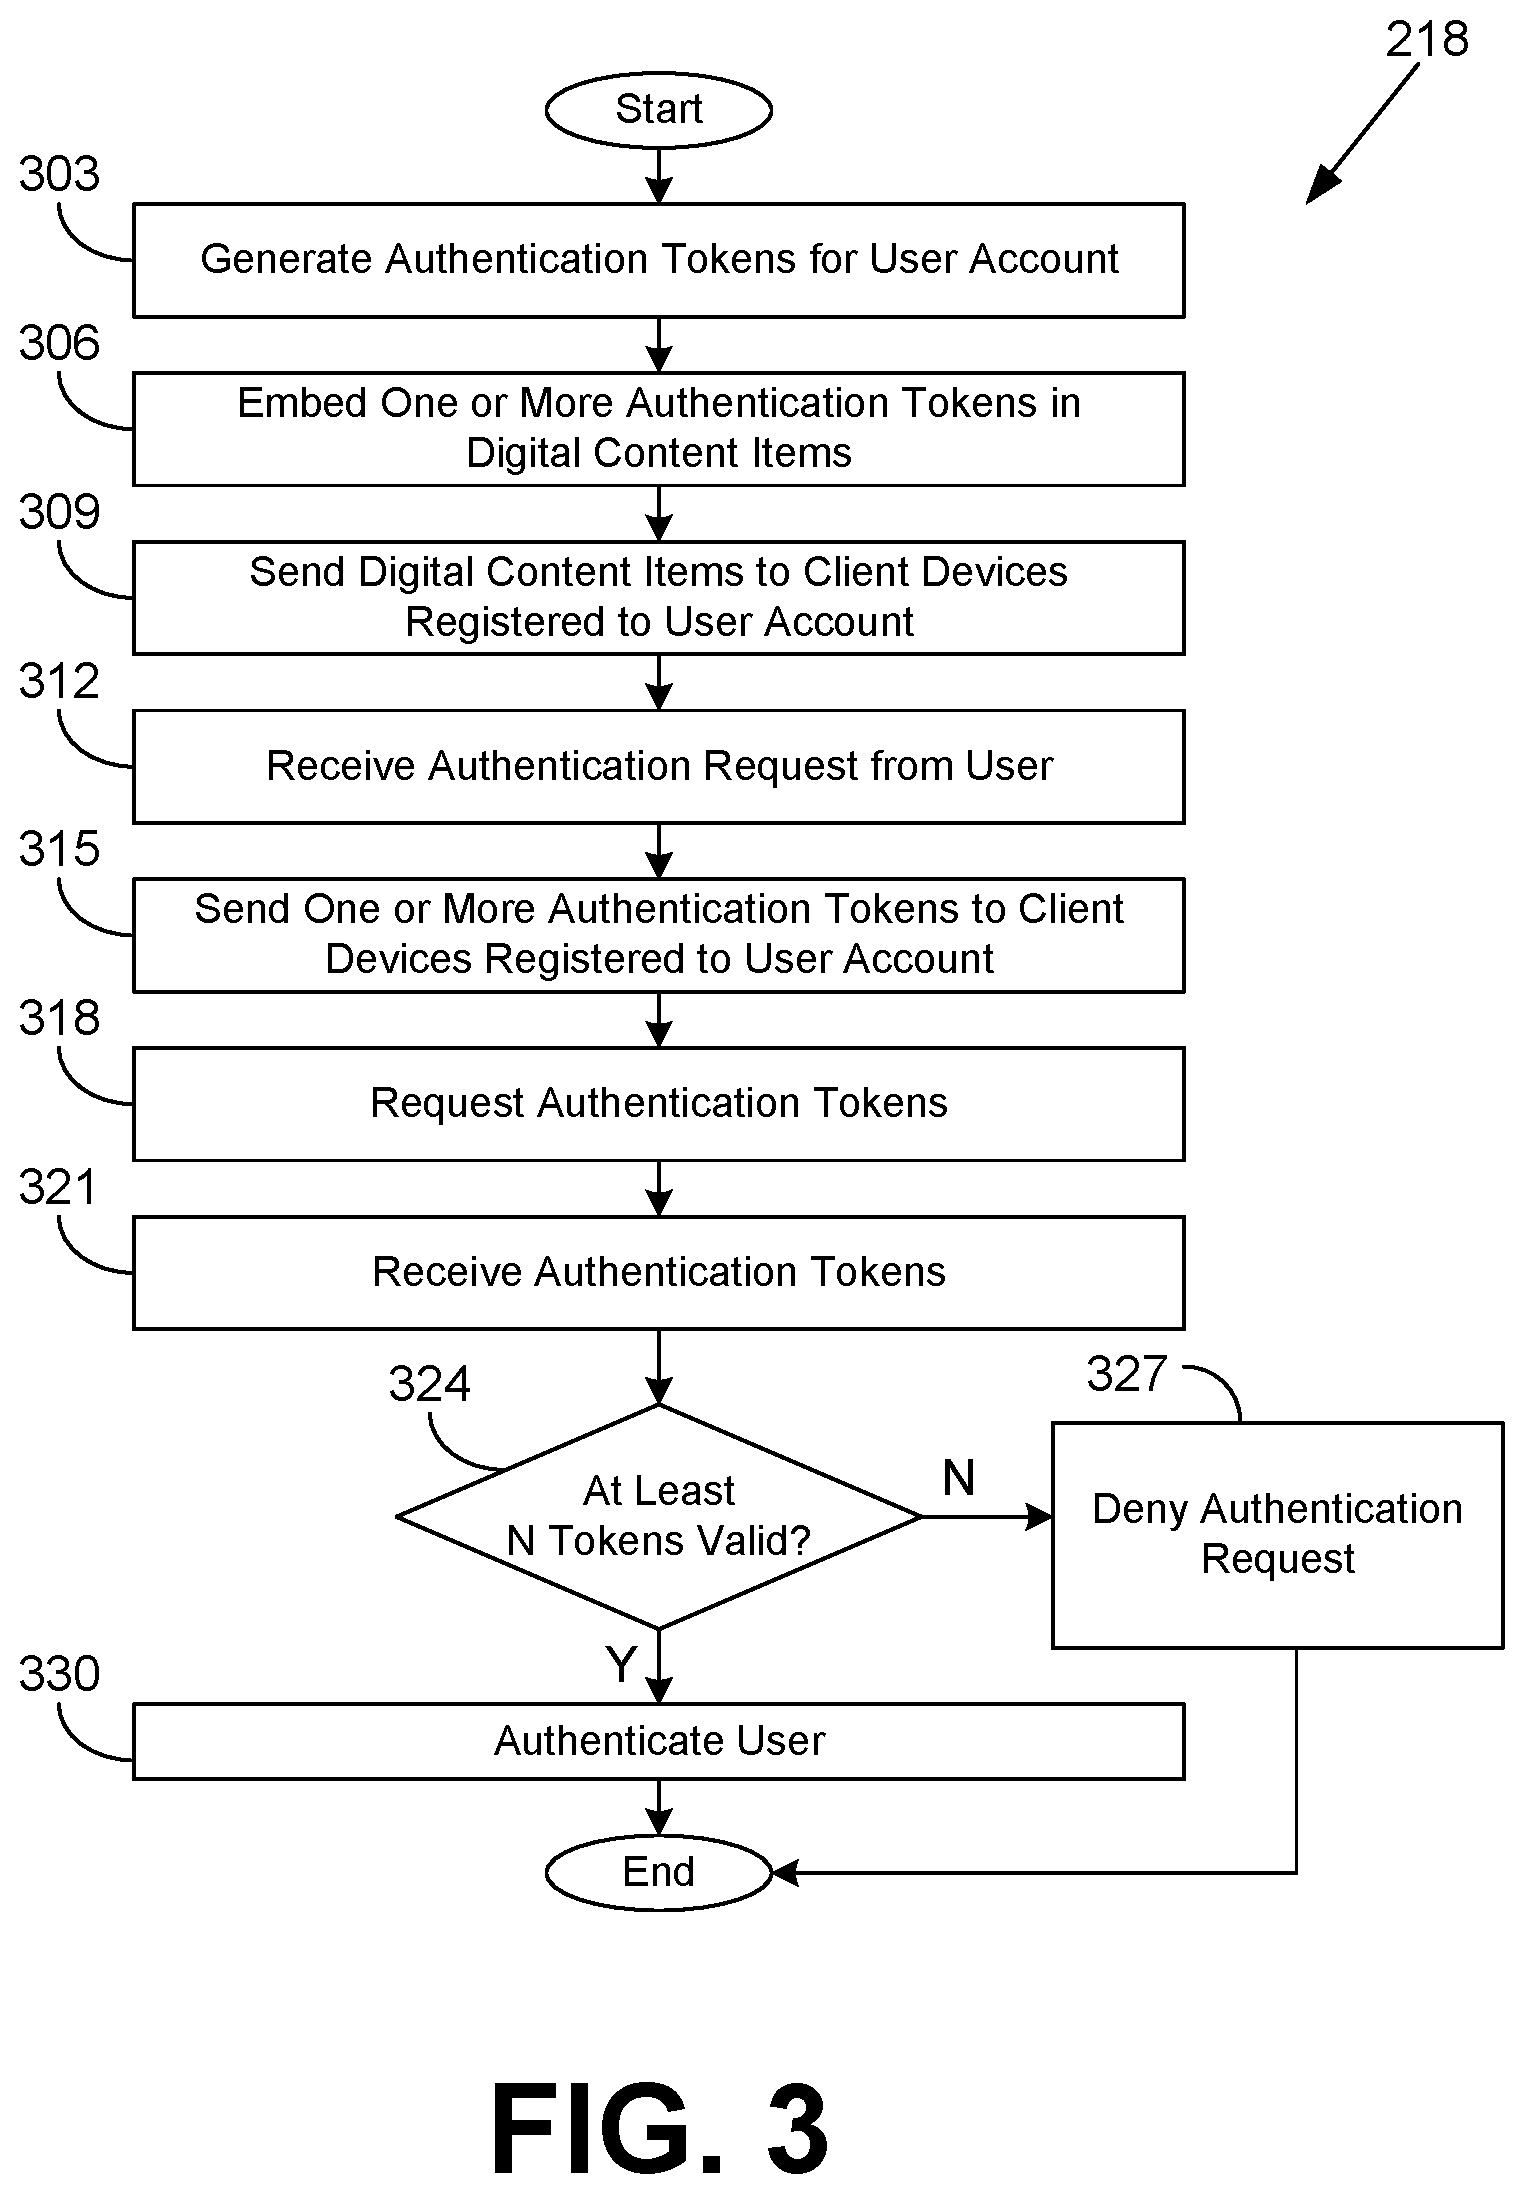 218
Start
303
Generate Authentication Tokens for User Account
306
Embed One or More Authentication Tokens in
Digital Content Items
309
Send Digital Content Items to Client Devices
Registered to User Account
312
Receive Authentication Request from User
315
Send One or More Authentication Tokens to Client
Devices Registered to User Account
318
Request Authentication Tokens
321
Receive Authentication Tokens
324
At Least
N Tokens Valid?
N
327
Deny Authentication
Request
Y
330
Authenticate User
End
FIG. 3